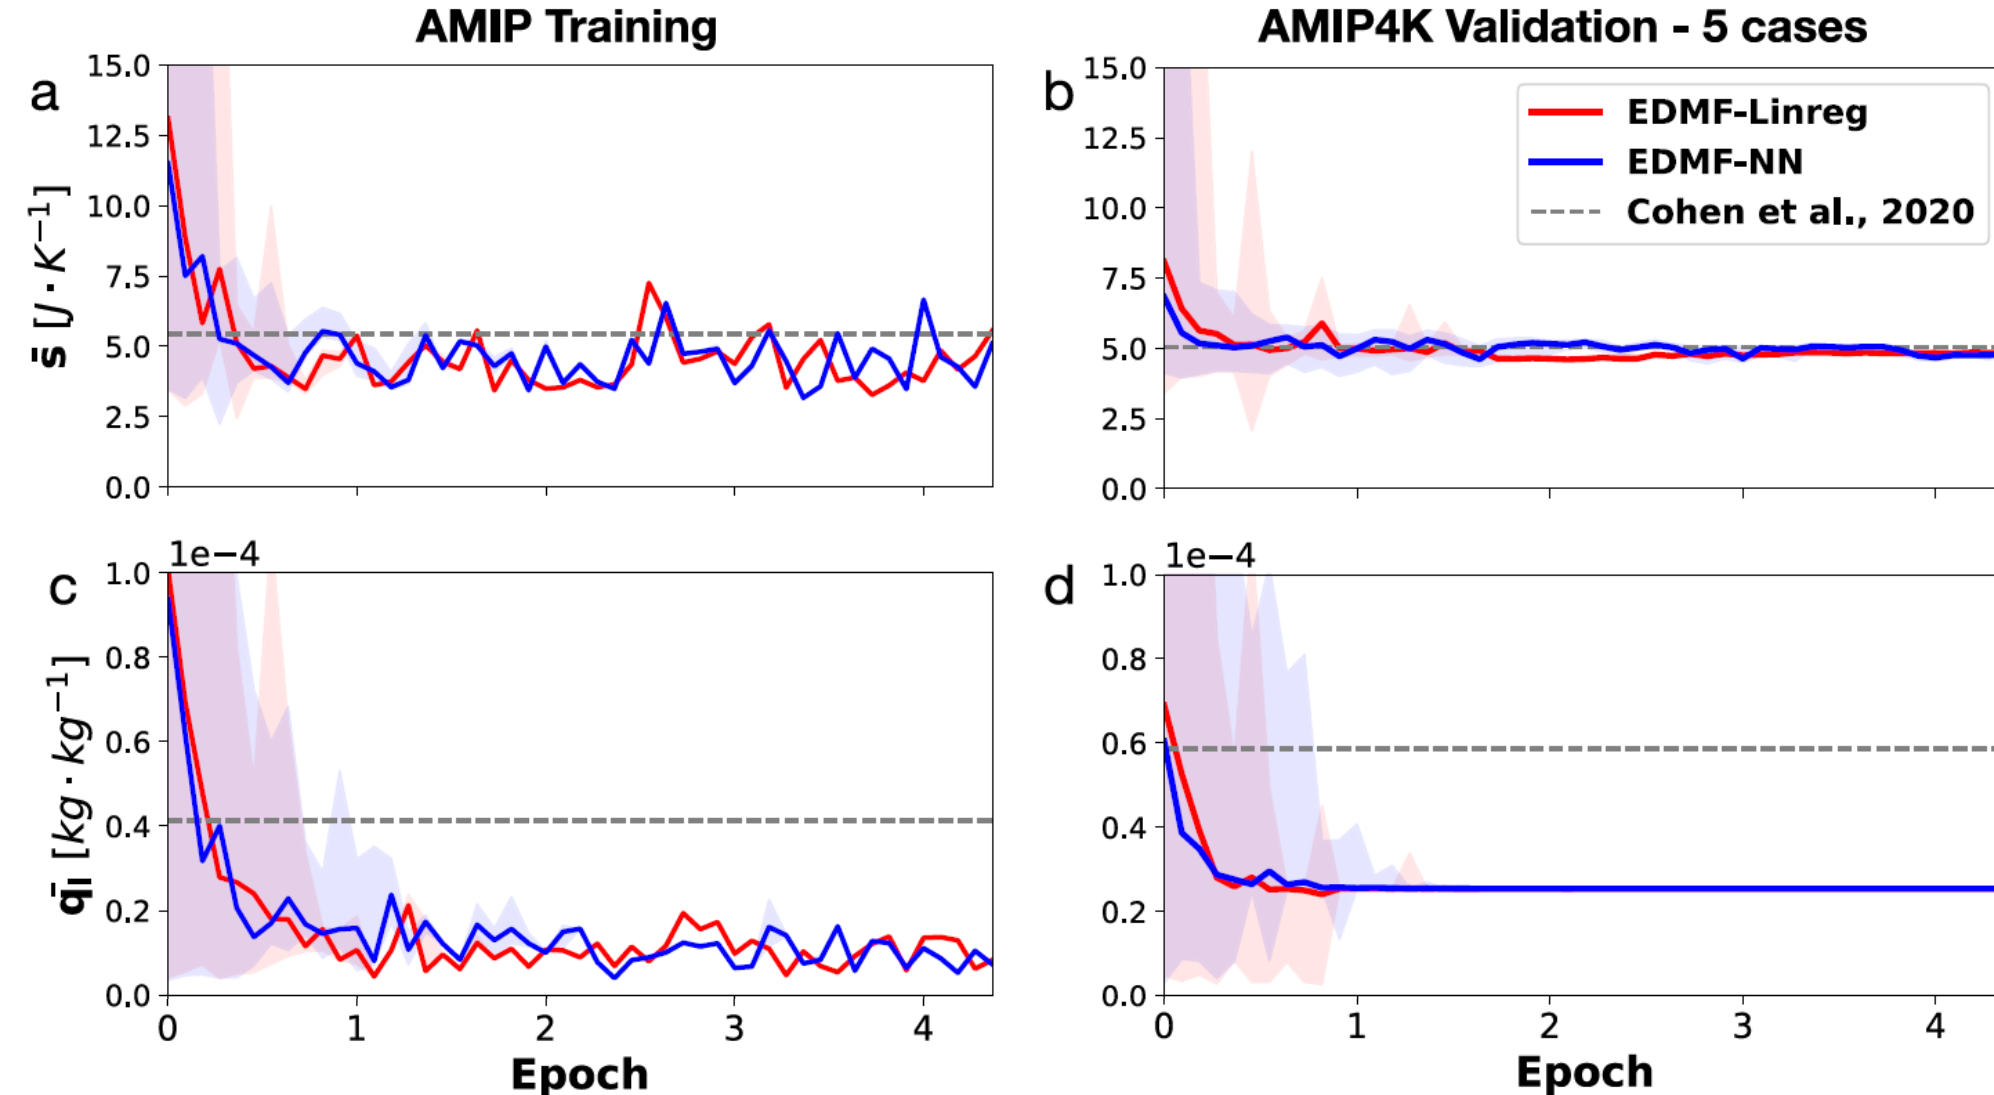 AMIP Training
AMIP4K Validation - 5 cases
a
s̄ [J · K⁻¹]
15.0
12.5
10.0
7.5
5.0
2.5
0.0
b
15.0
12.5
10.0
7.5
5.0
2.5
0.0
EDMF-Linreg
EDMF-NN
Cohen et al., 2020
c
1e−4
q̄ₗ [kg · kg⁻¹]
1.0
0.8
0.6
0.4
0.2
0.0
0 1 2 3 4
Epoch
d
1e−4
1.0
0.8
0.6
0.4
0.2
0.0
0 1 2 3 4
Epoch